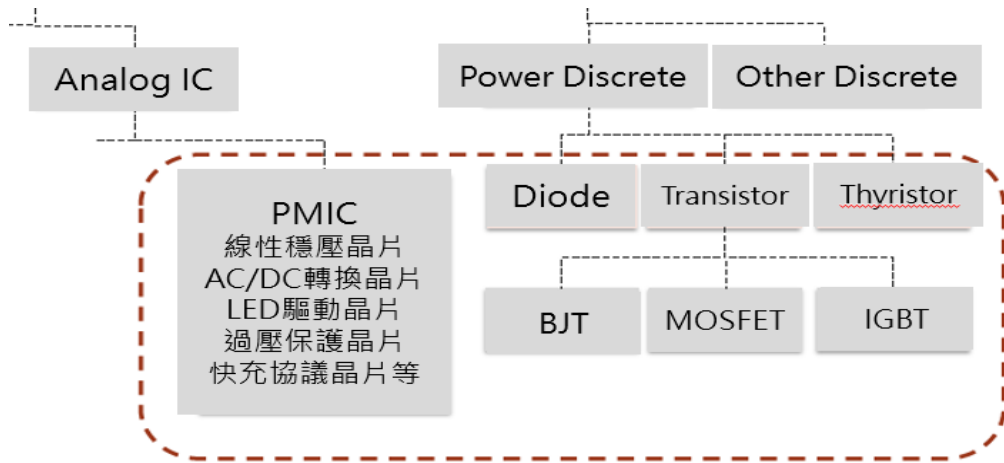 Analog IC
Power Discrete
Other Discrete
PMIC
線性穩壓晶片
AC/DC轉換晶片
LED驅動晶片
過壓保護晶片
快充協議晶片等
Diode
Transistor
Thyristor
BJT
MOSFET
IGBT